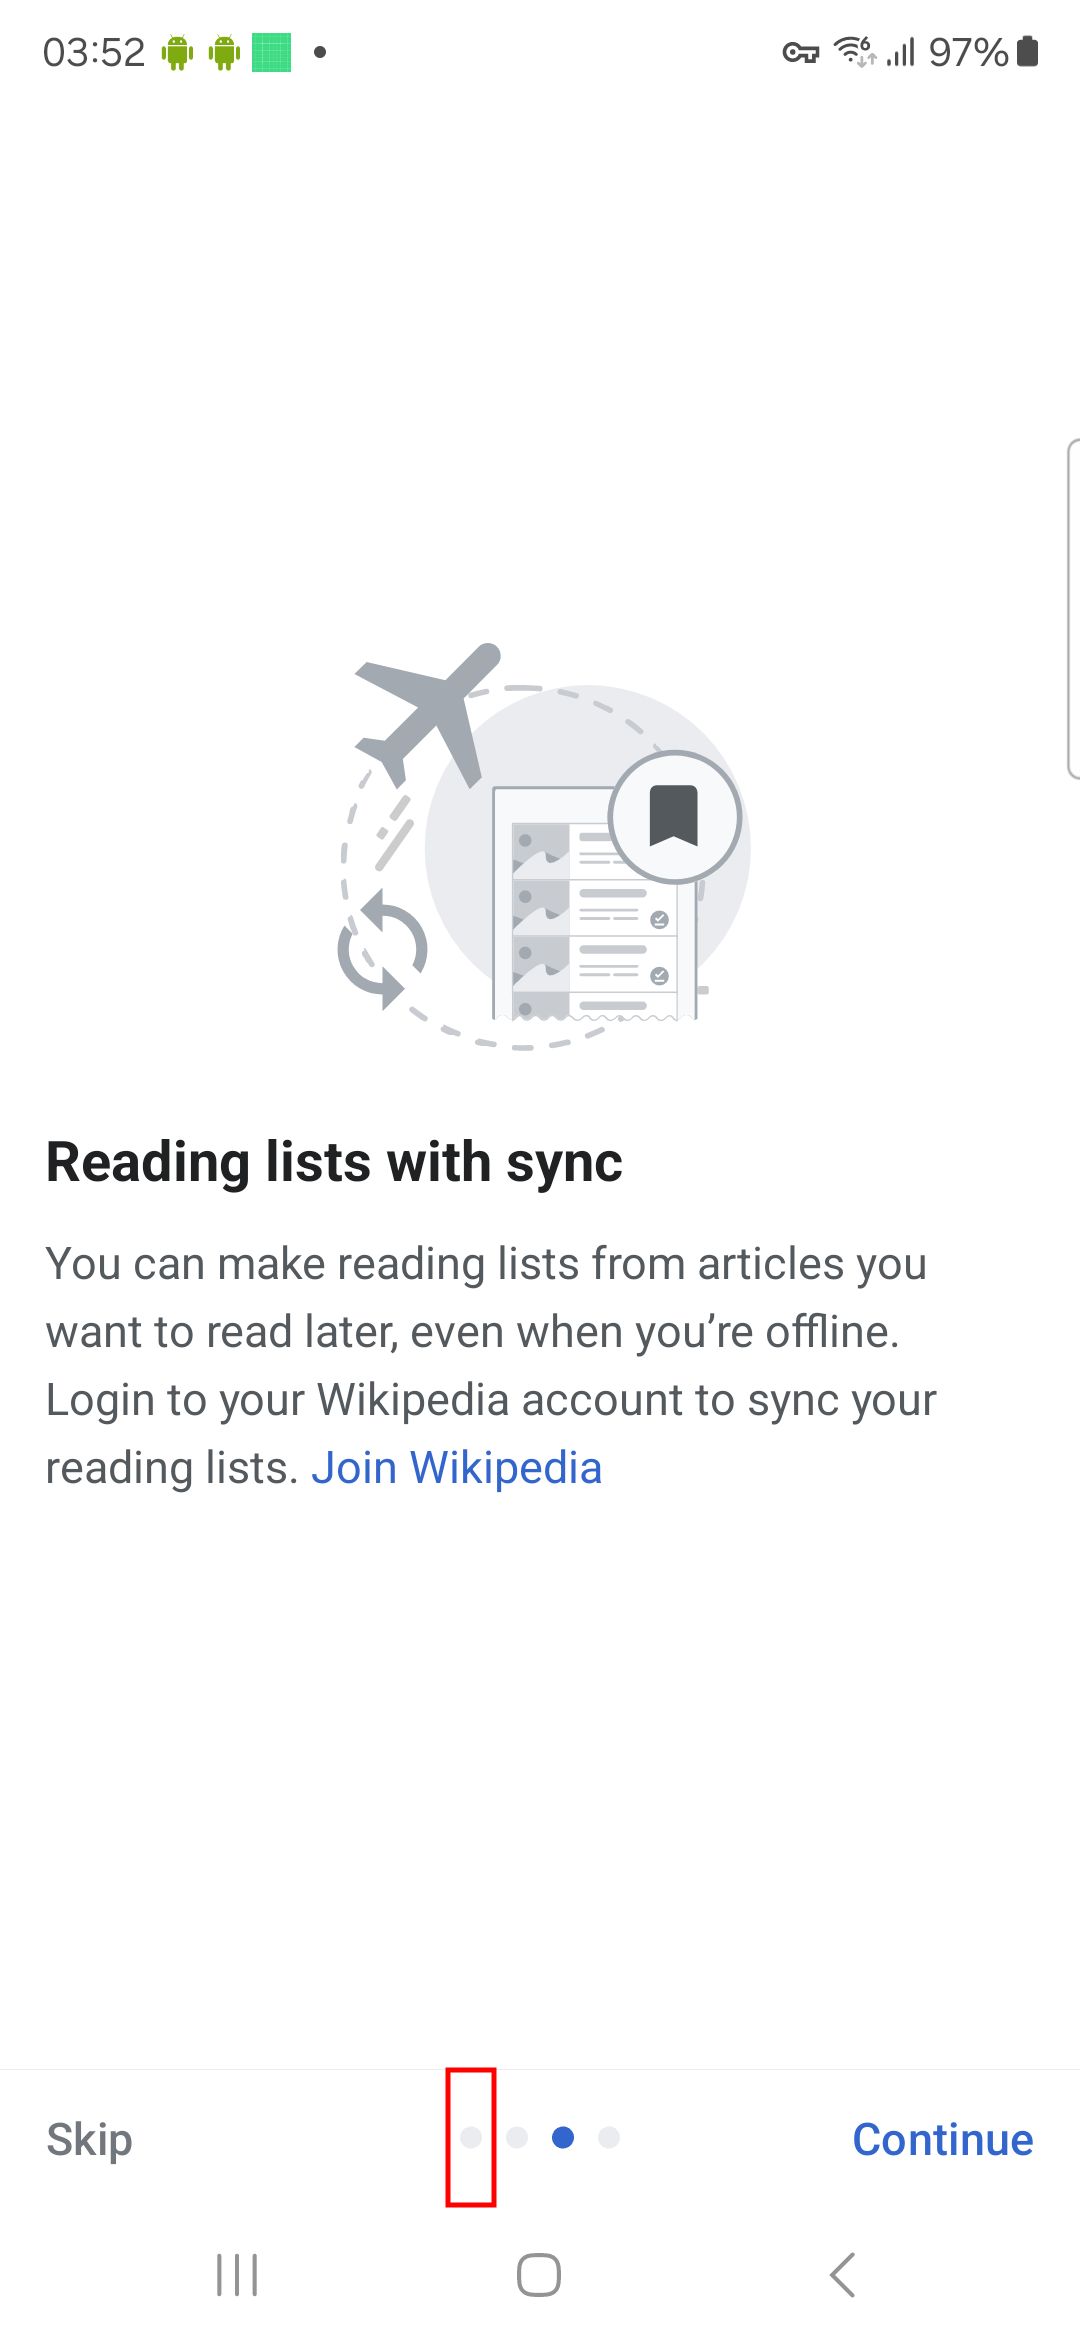 03:52
97%
Reading lists with sync
You can make reading lists from articles you
want to read later, even when you’re offline.
Login to your Wikipedia account to sync your
reading lists. Join Wikipedia
Skip
Continue